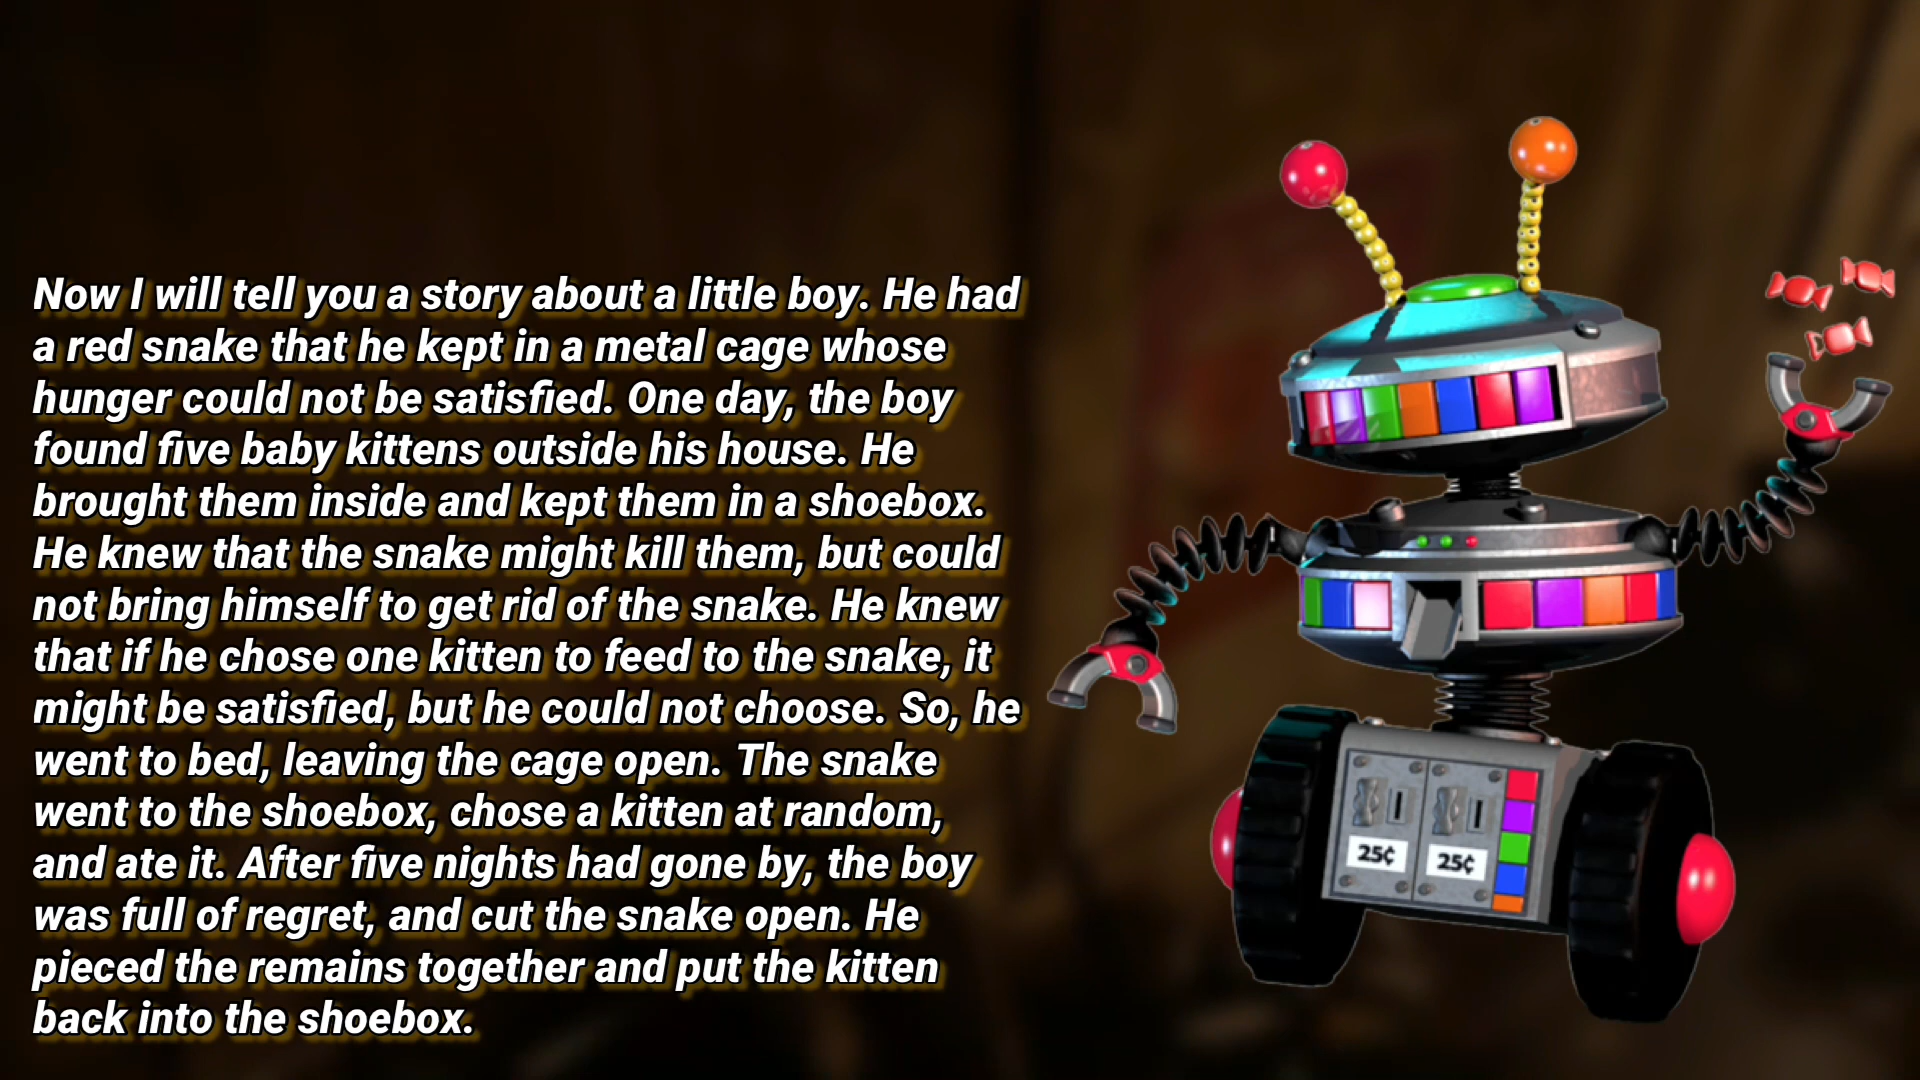 Now I will tell you a story about a little boy. He had
a red snake that he kept in a metal cage whose
hunger could not be satisfied. One day, the boy
found five baby kittens outside his house. He
brought them inside and kept them in a shoebox.
He knew that the snake might kill them, but could
not bring himself to get rid of the snake. He knew
that if he chose one kitten to feed to the snake, it
might be satisfied, but he could not choose. So, he
went to bed, leaving the cage open. The snake
went to the shoebox, chose a kitten at random,
and ate it. After five nights had gone by, the boy
was full of regret, and cut the snake open. He
pieced the remains together and put the kitten
back into the shoebox.
25¢ 25¢